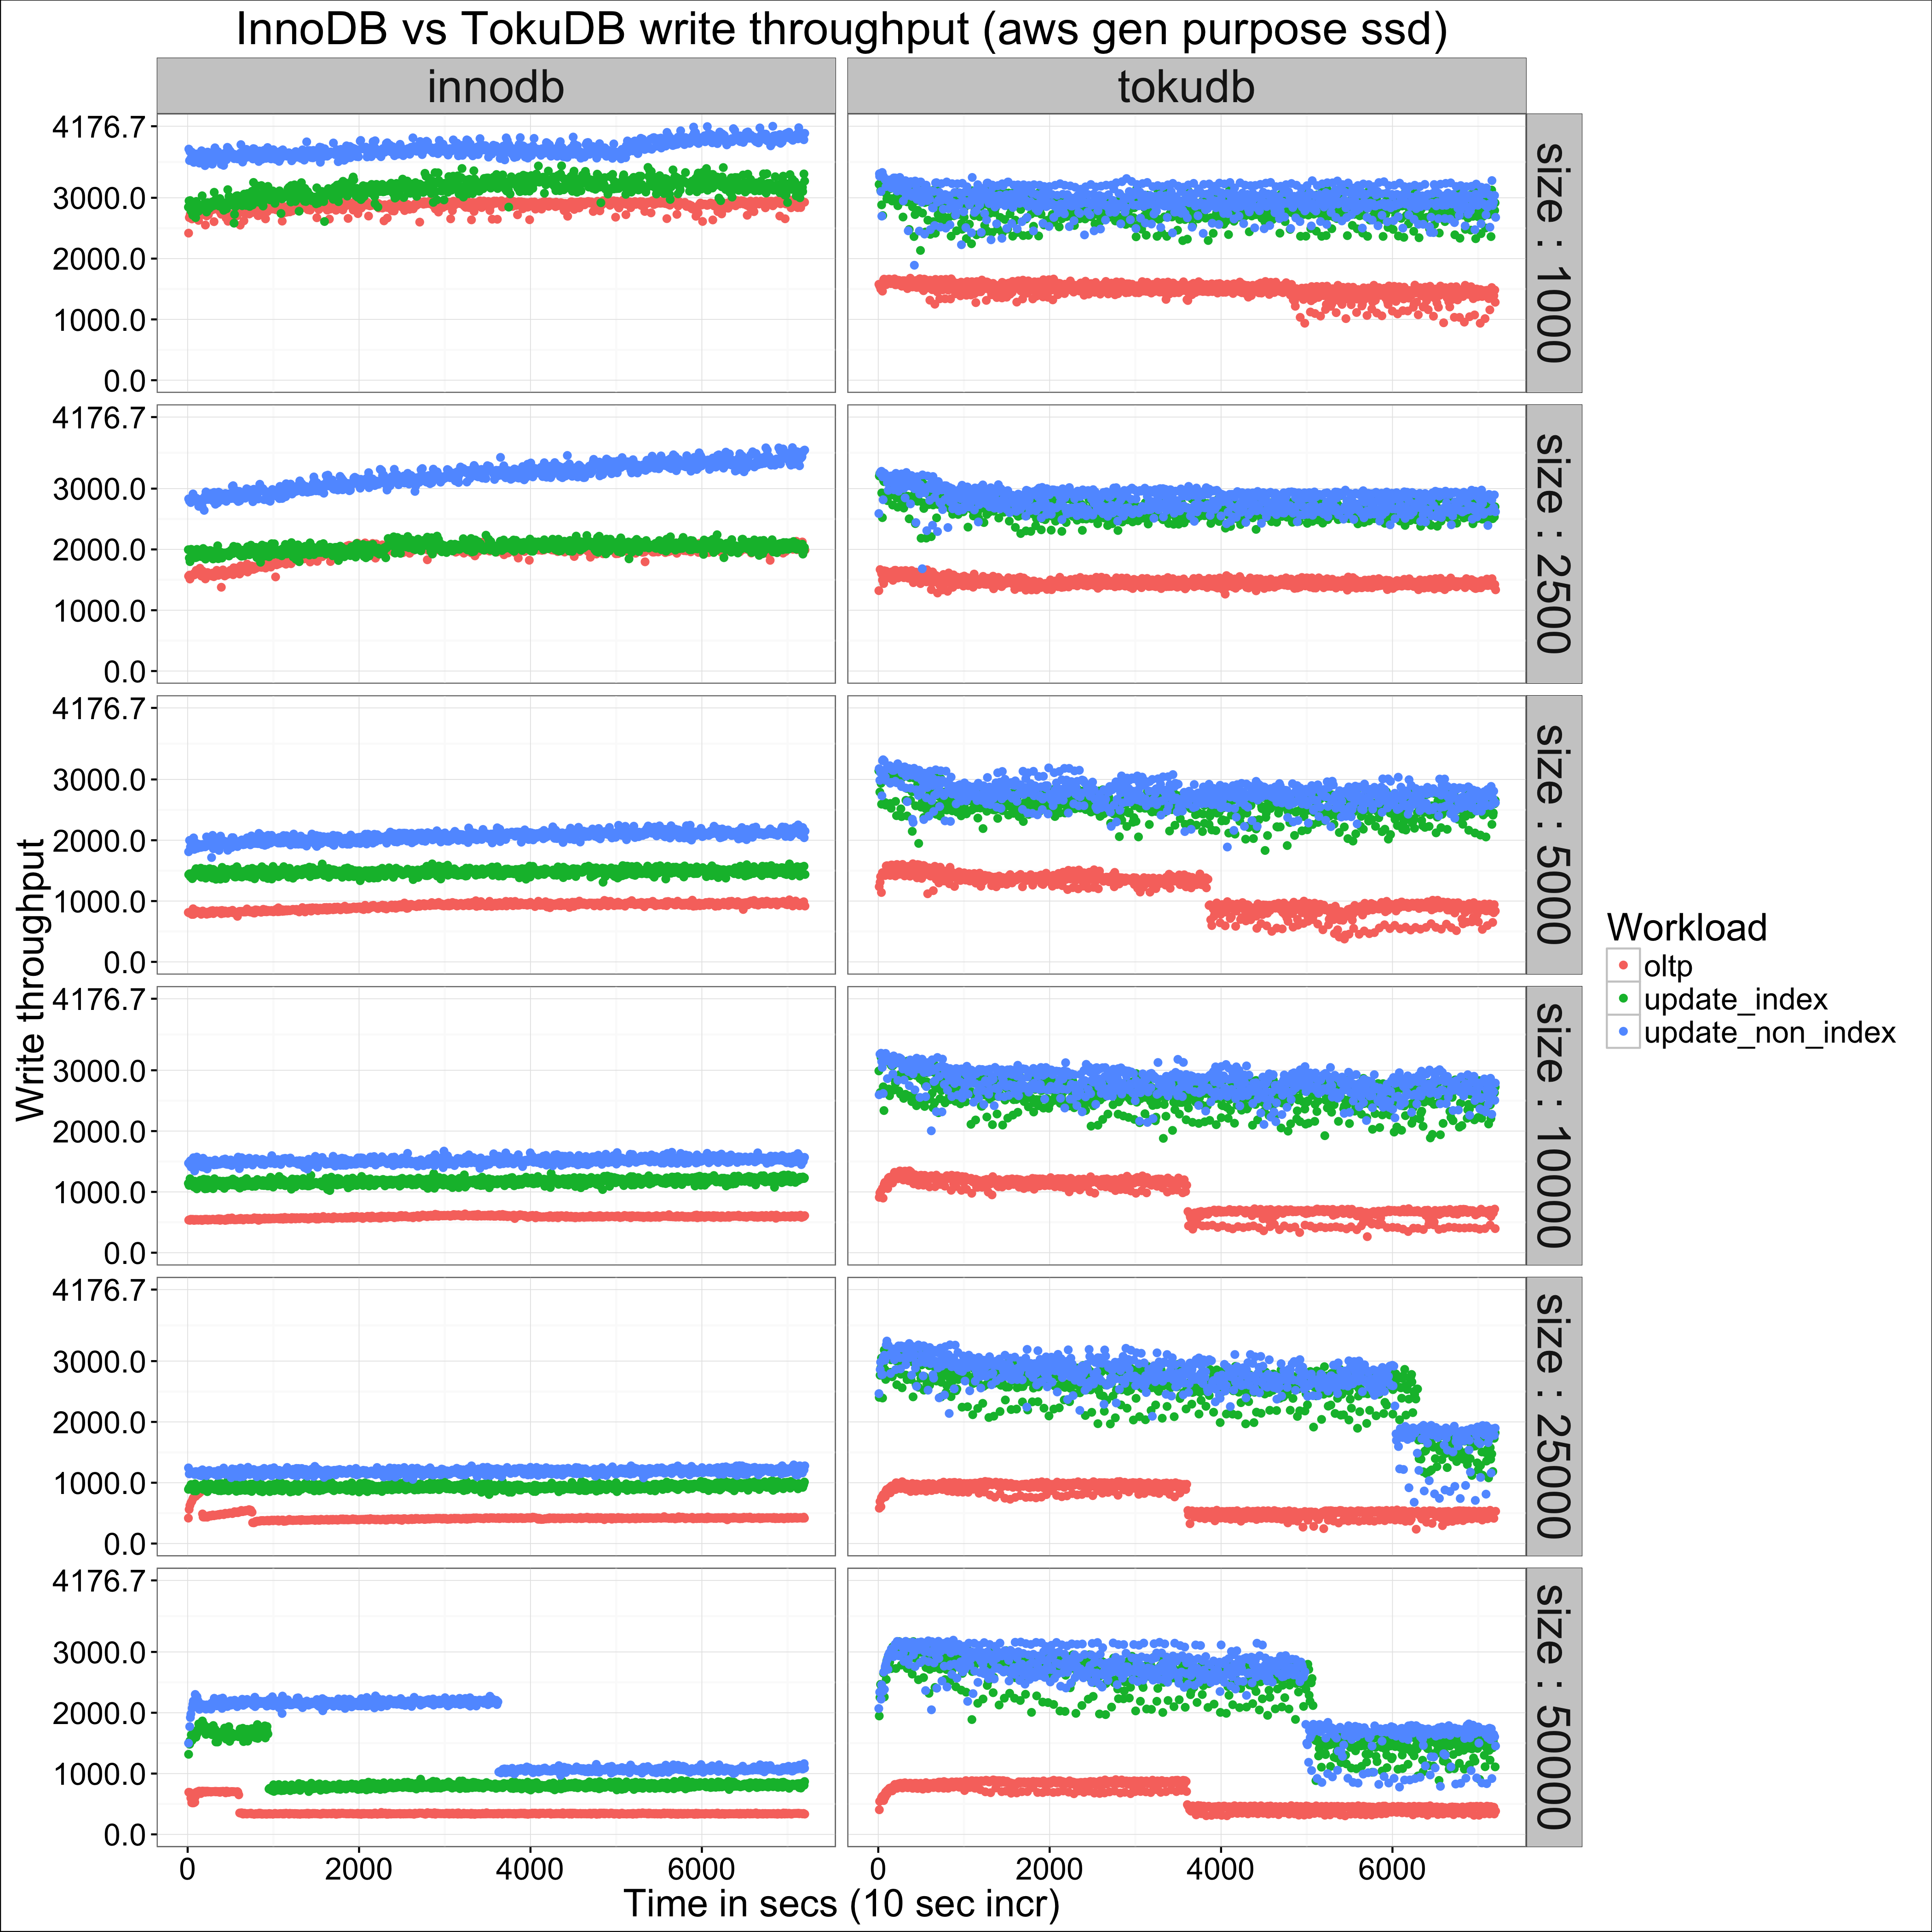 InnoDB vs TokuDB write throughput (aws gen purpose ssd)
innodb
tokudb
4176.7
3000.0
2000.0
1000.0
0.0
size : 1000
4176.7
3000.0
2000.0
1000.0
0.0
size : 2500
4176.7
3000.0
2000.0
1000.0
0.0
size : 5000
4176.7
3000.0
2000.0
1000.0
0.0
size : 10000
4176.7
3000.0
2000.0
1000.0
0.0
size : 25000
4176.7
3000.0
2000.0
1000.0
0.0
size : 50000
Write throughput
0 2000 4000 6000
0 2000 4000 6000
Time in secs (10 sec incr)
Workload
oltp
update_index
update_non_index